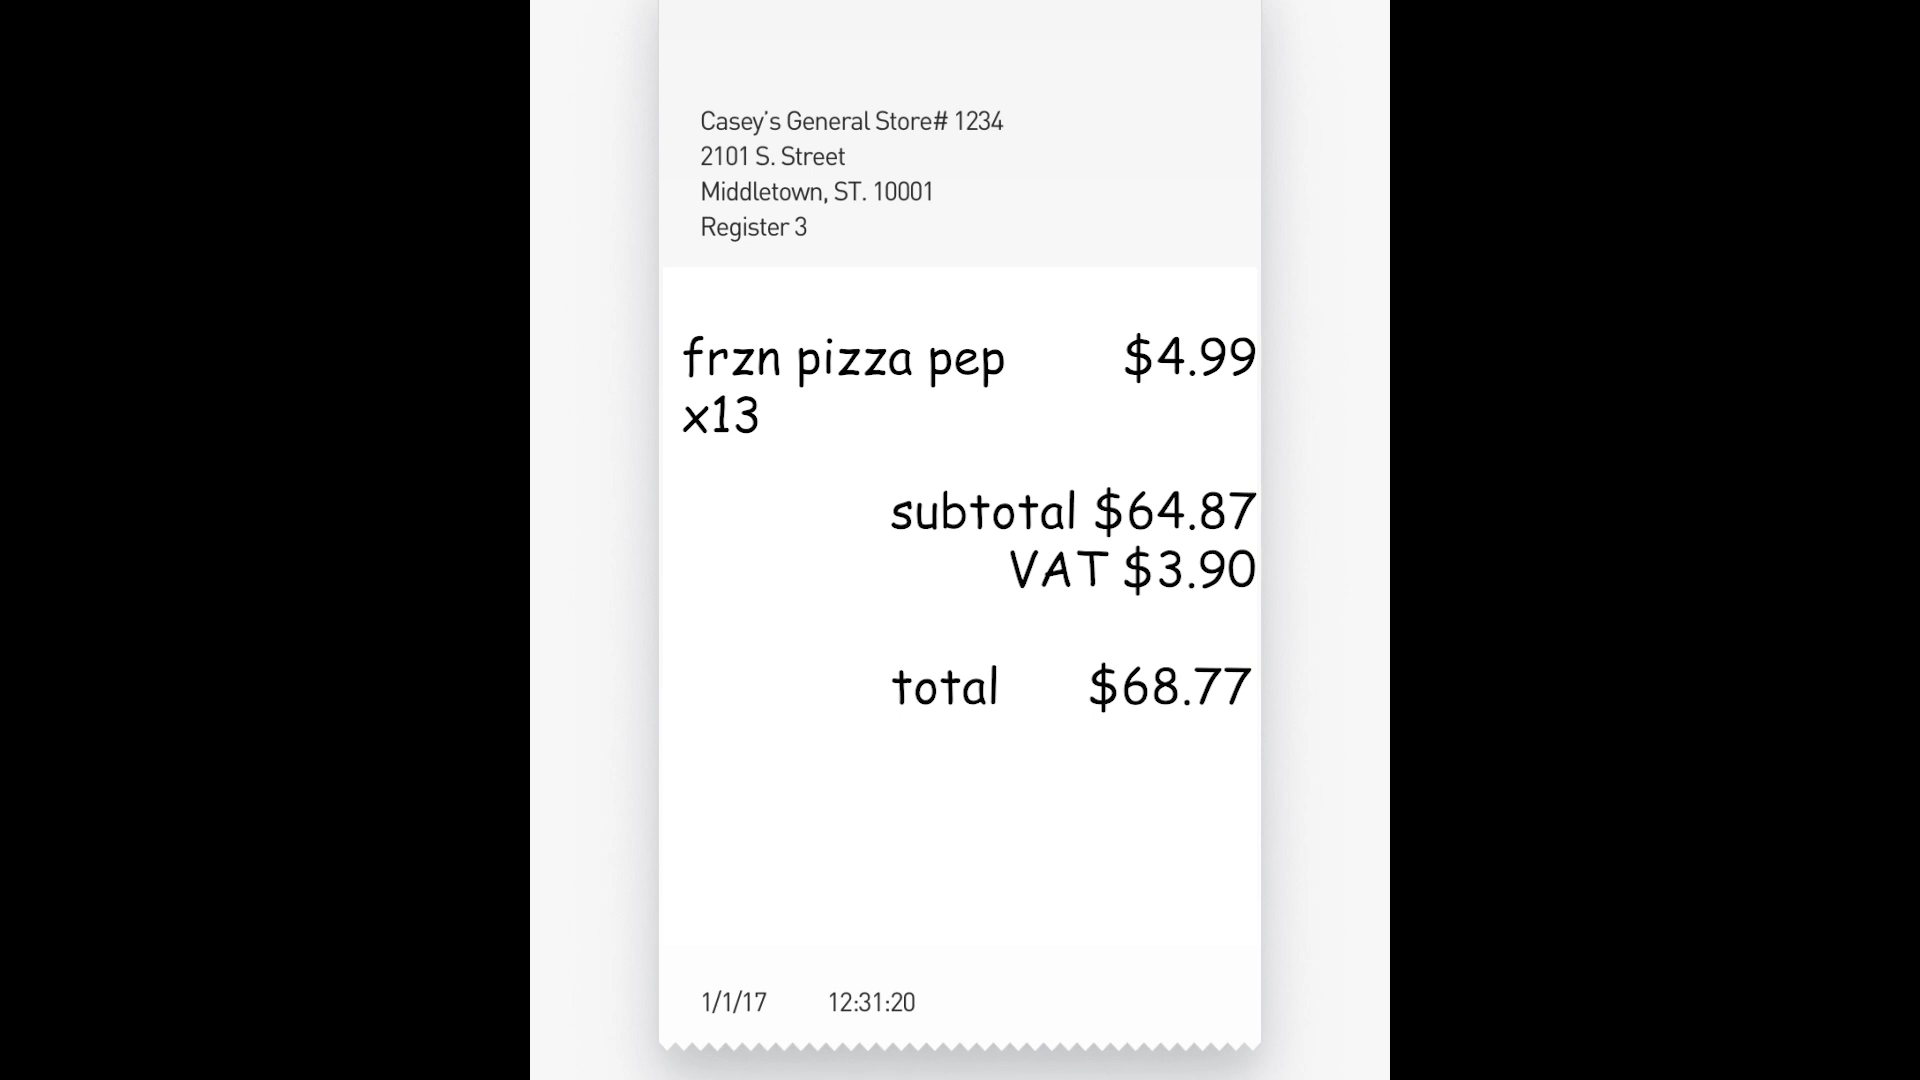 Casey's General Store# 1234
2101 S. Street
Middletown, ST. 10001
Register 3
frzn pizza pep $4.99
x13
subtotal $64.87
VAT $3.90
total $68.77
1/1/17 12:31:20